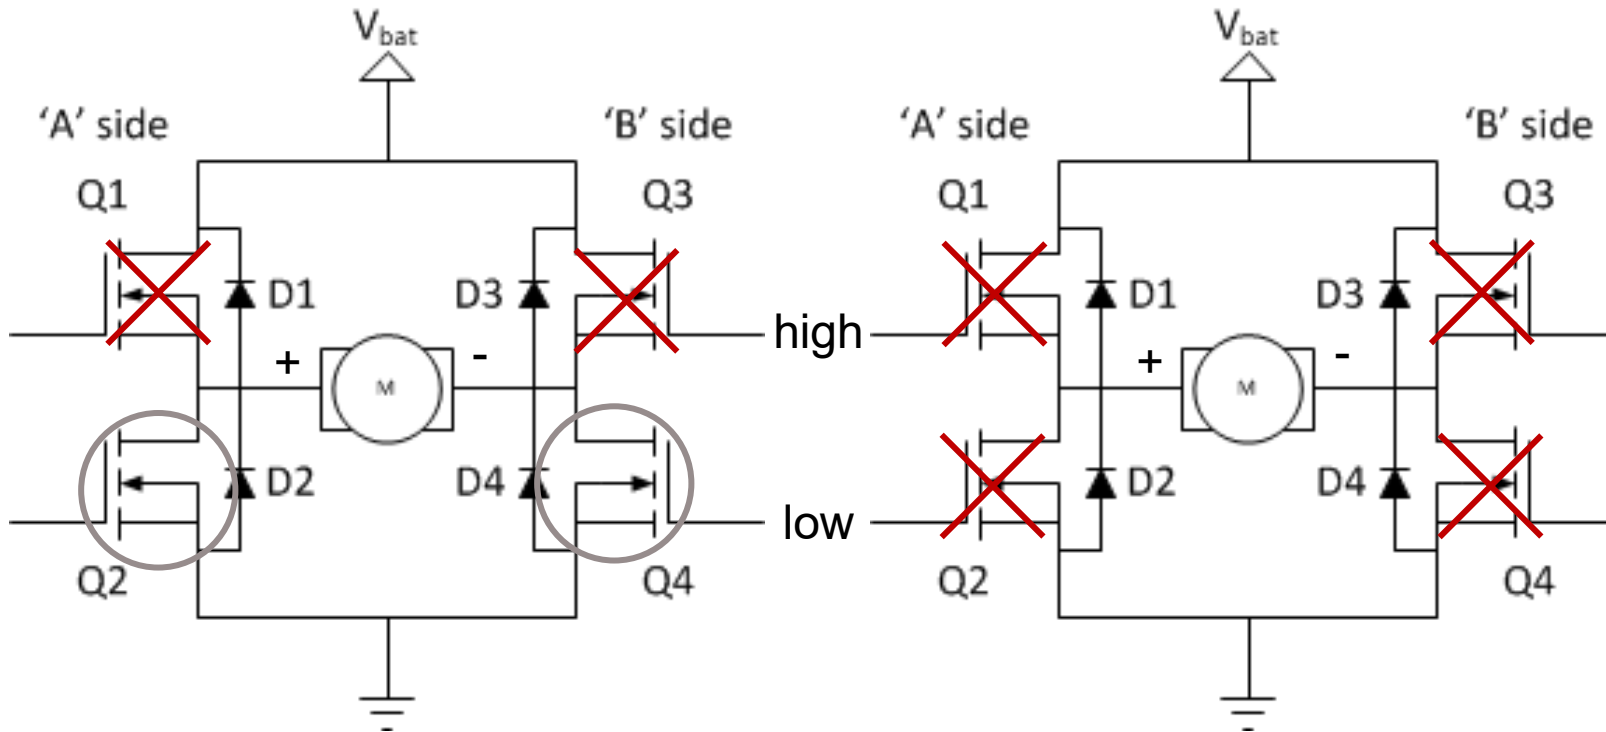 Vbat
Vbat
‘A’ side
‘B’ side
‘A’ side
‘B’ side
Q1
Q3
Q1
Q3
D1
D3
D1
D3
high
+
-
+
-
M
M
D2
D4
D2
D4
low
Q2
Q4
Q2
Q4